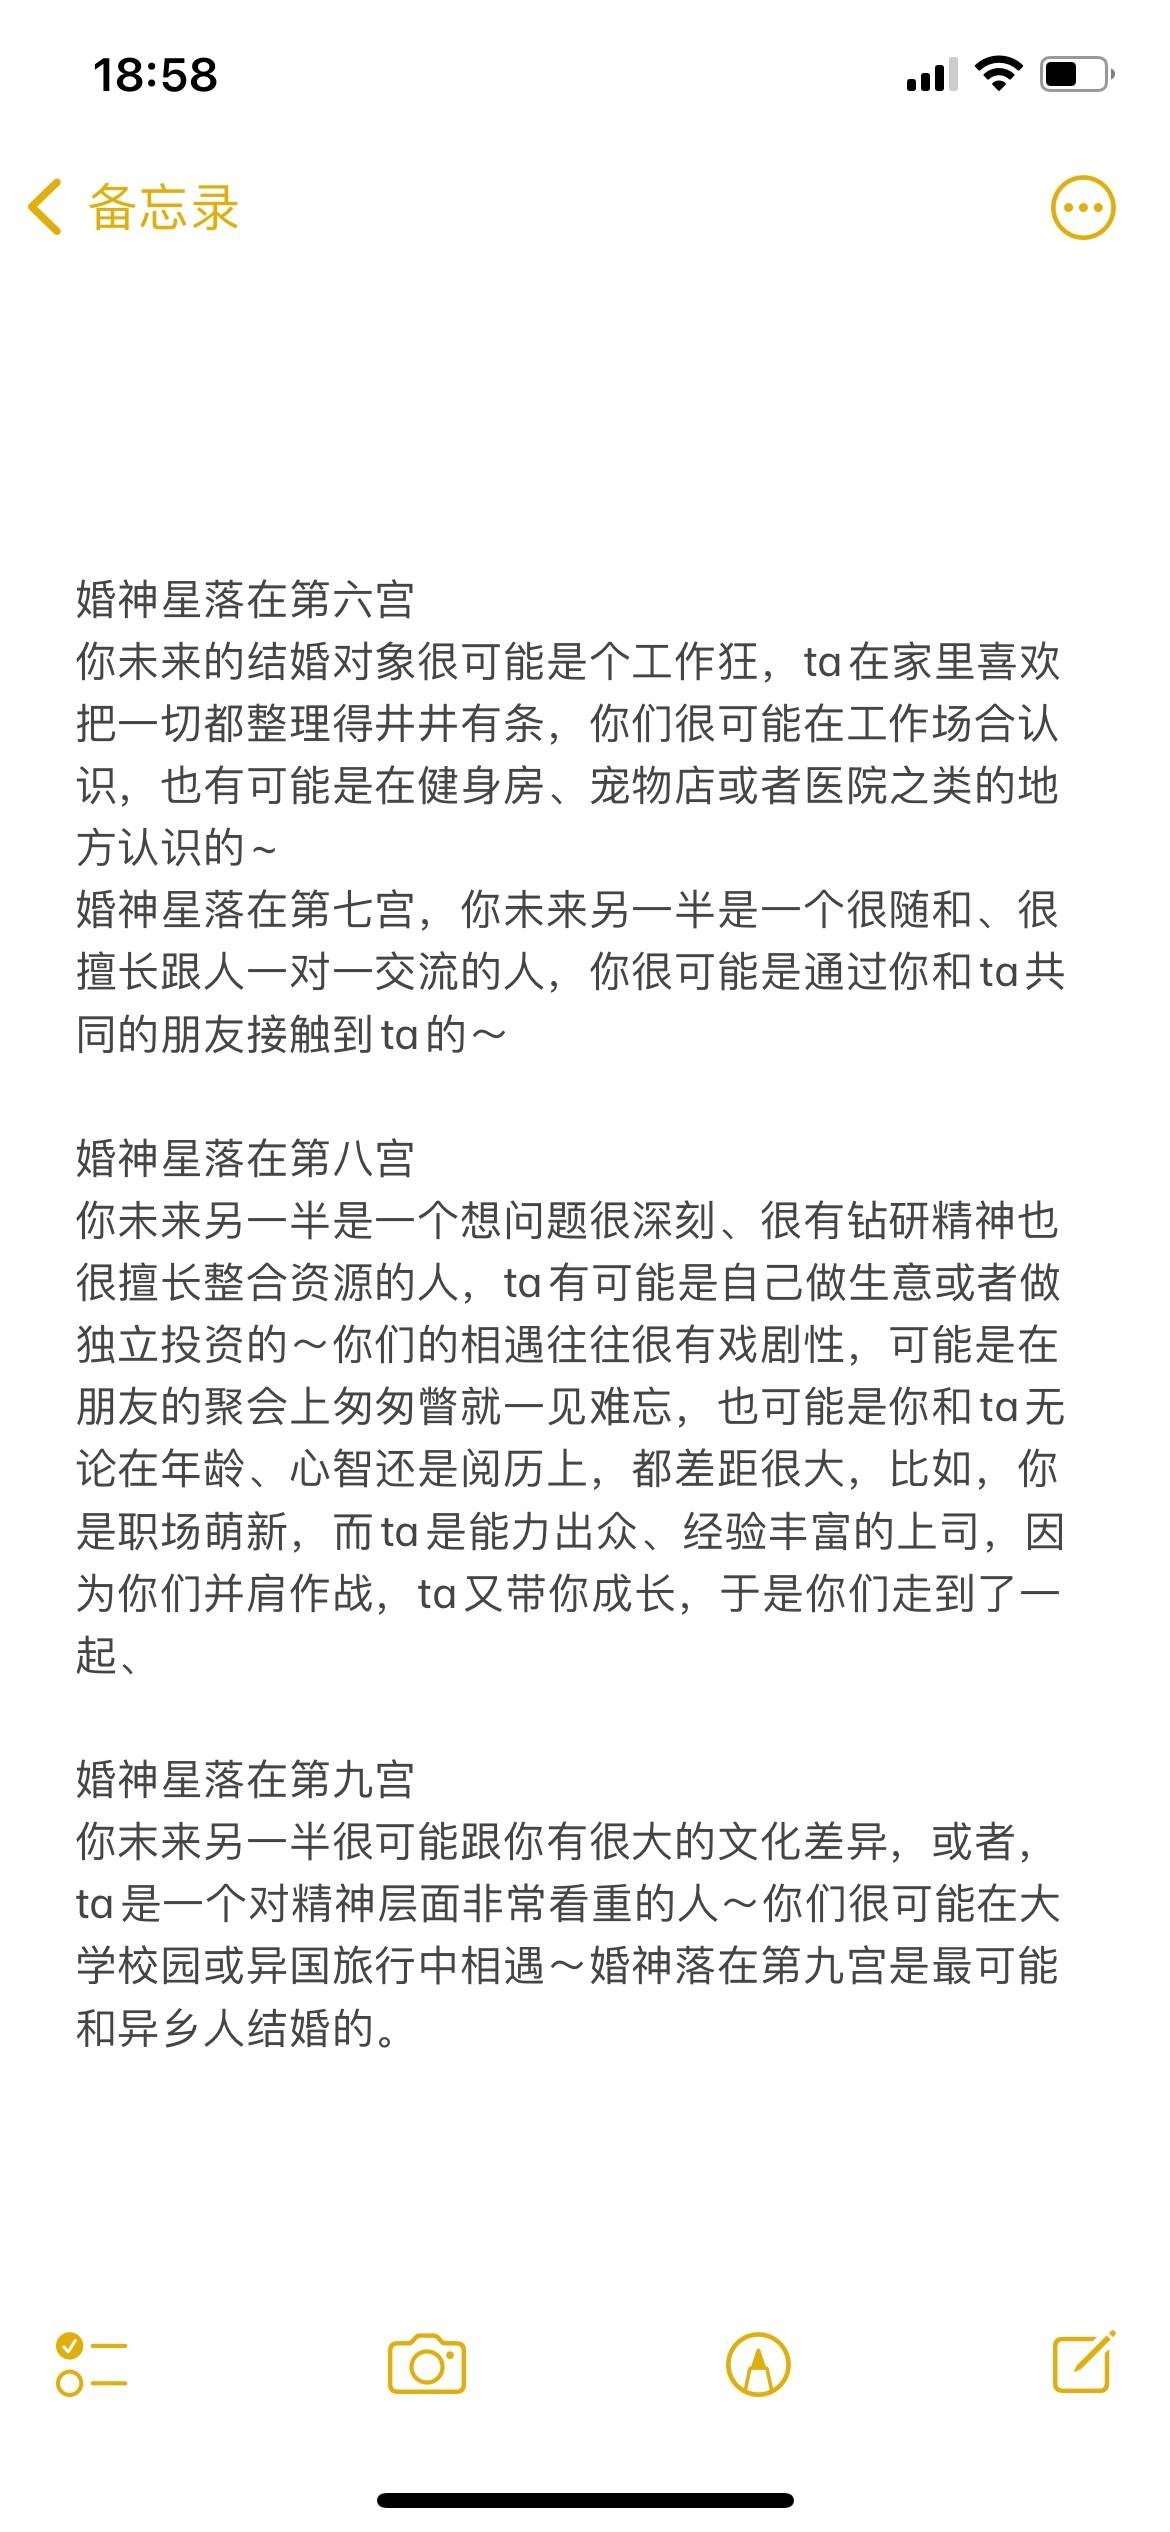 18:58
备忘录
婚神星落在第六宫
你未来的结婚对象很可能是个工作狂，ta在家里喜欢
把一切都整理得井井有条，你们很可能在工作场合认
识，也有可能是在健身房、宠物店或者医院之类的地
方认识的~
婚神星落在第七宫，你未来另一半是一个很随和、很
擅长跟人一对一交流的人，你很可能是通过你和ta共
同的朋友接触到ta的～
婚神星落在第八宫
你未来另一半是一个想问题很深刻、很有钻研精神也
很擅长整合资源的人，ta有可能是自己做生意或者做
独立投资的～你们的相遇往往很有戏剧性，可能是在
朋友的聚会上匆匆瞥就一见难忘，也可能是你和ta无
论在年龄、心智还是阅历上，都差距很大，比如，你
是职场萌新，而ta是能力出众、经验丰富的上司，因
为你们并肩作战，ta又带你成长，于是你们走到了一
起、
婚神星落在第九宫
你末来另一半很可能跟你有很大的文化差异，或者，
ta是一个对精神层面非常看重的人～你们很可能在大
学校园或异国旅行中相遇～婚神落在第九宫是最可能
和异乡人结婚的。